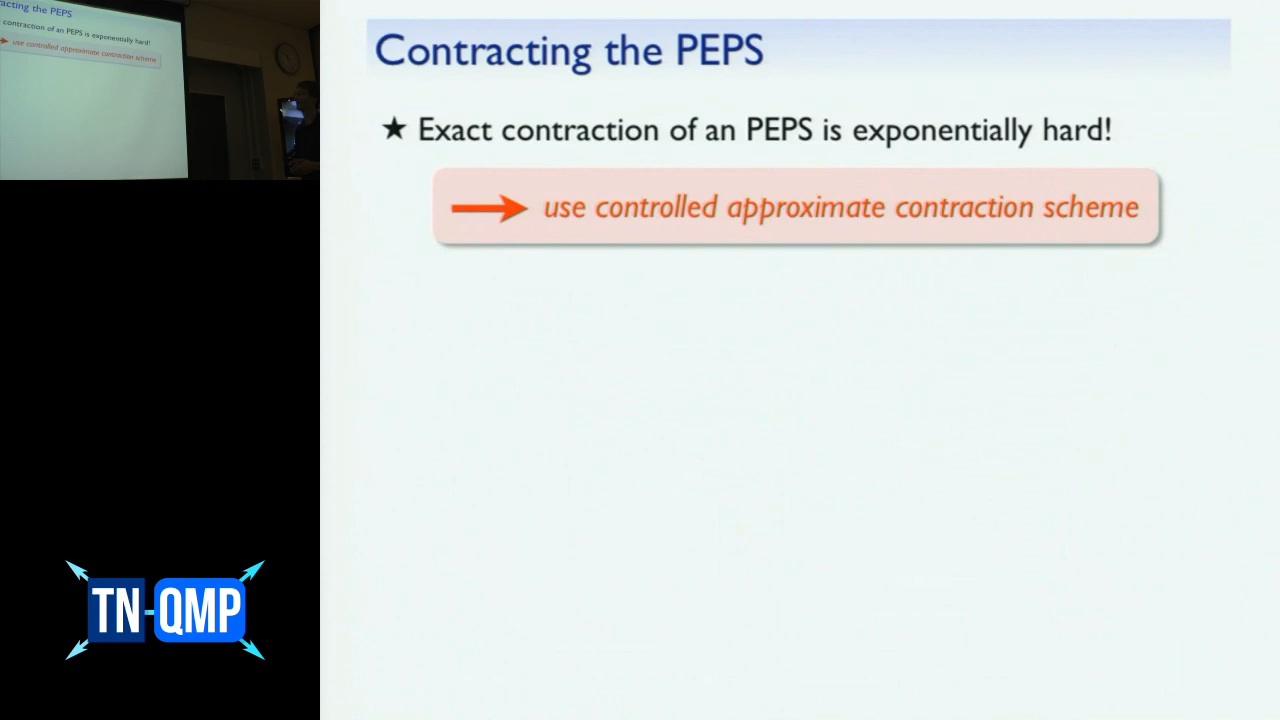 acting the PEPS
contraction of an PEPS is exponentially hard!
use controlled approximate contraction scheme
Contracting the PEPS
★ Exact contraction of an PEPS is exponentially hard!
use controlled approximate contraction scheme
TN-QMP